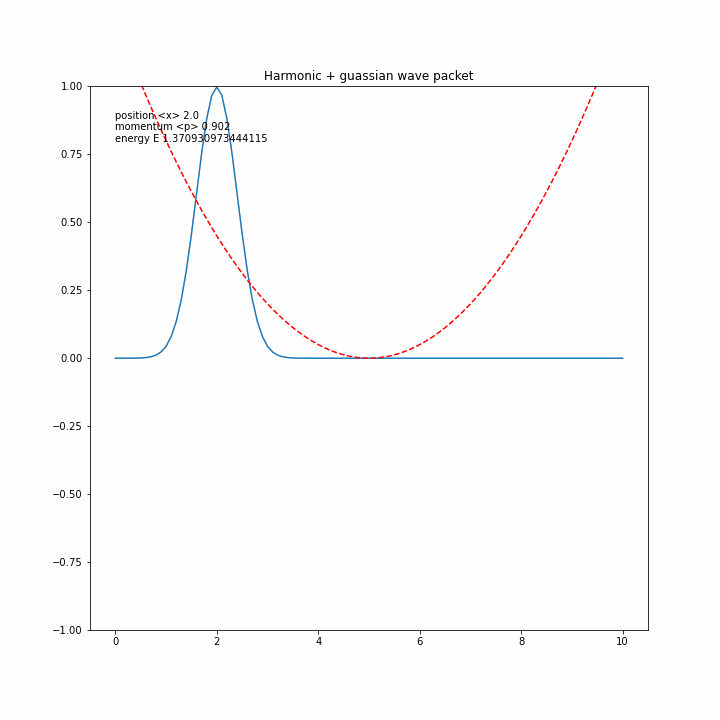 Harmonic + guassian wave packet
1.00
position <x> 2.0
momentum <p> 0.902
energy E 1.370930973444115
0.75
0.50
0.25
0.00
−0.25
−0.50
−0.75
−1.00
0 2 4 6 8 10